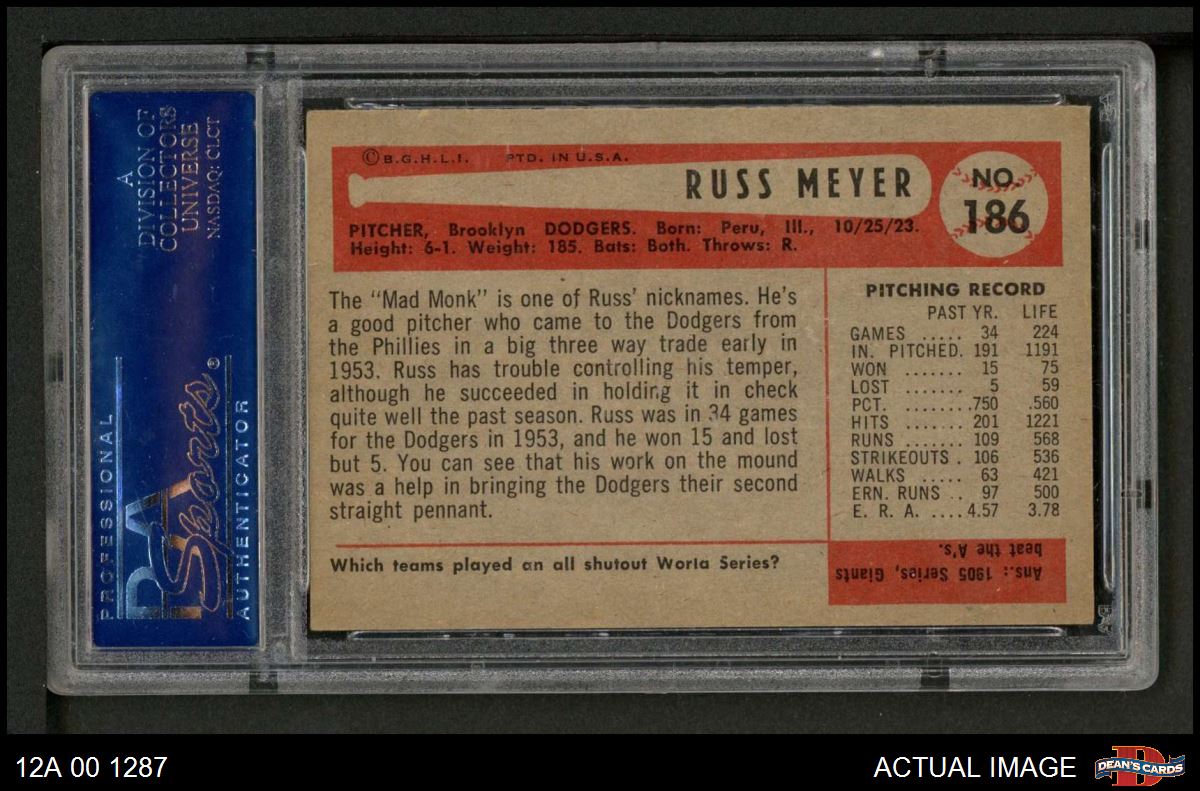 A
DIVISION OF
COLLECTORS
UNIVERSE
NASDAQ: CLCT
PROFESSIONAL
PSA
Sports®
AUTHENTICATOR
©B.G.H.L.I. PTD. IN U.S.A.
RUSS MEYER
NO.
186
PITCHER, Brooklyn DODGERS. Born: Peru, Ill., 10/25/23.
Height: 6-1. Weight: 185. Bats: Both. Throws: R.
The "Mad Monk" is one of Russ' nicknames. He's
a good pitcher who came to the Dodgers from
the Phillies in a big three way trade early in
1953. Russ has trouble controlling his temper,
although he succeeded in holding it in check
quite well the past season. Russ was in 34 games
for the Dodgers in 1953, and he won 15 and lost
but 5. You can see that his work on the mound
was a help in bringing the Dodgers their second
straight pennant.
PITCHING RECORD
PAST YR. LIFE
GAMES ..... 34 224
IN. PITCHED. 191 1191
WON ....... 15 75
LOST ....... 5 59
PCT. ........ .750 .560
HITS ....... 201 1221
RUNS ...... 109 568
STRIKEOUTS . 106 536
WALKS ..... 63 421
ERN. RUNS .. 97 500
E. R. A. .... 4.57 3.78
Which teams played an all shutout World Series?
Ans.: 1905 Series, Giants
beat the A's.
12A 00 1287
ACTUAL IMAGE
D
DEAN'S CARDS